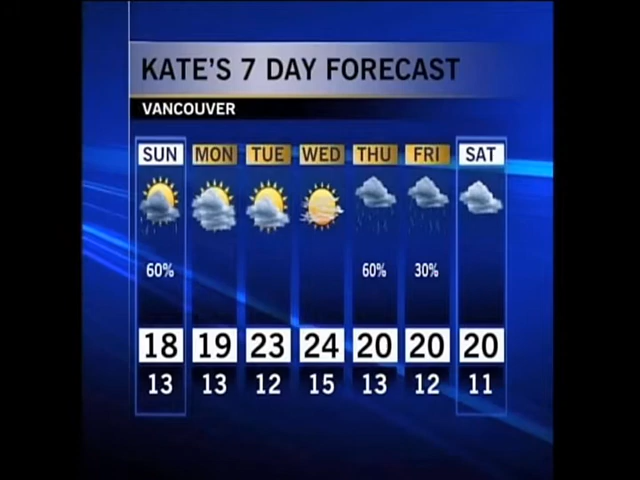 KATE'S 7 DAY FORECAST
VANCOUVER
SUN MON TUE WED THU FRI SAT
60% 60% 30%
18 19 23 24 20 20 20
13 13 12 15 13 12 11